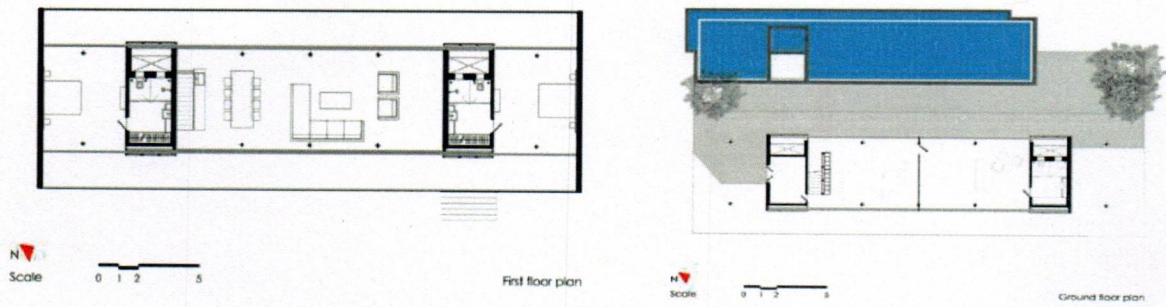 N
Scale
0 1 2 5
First floor plan
N
Scale
0 1 2 5
Ground floor plan